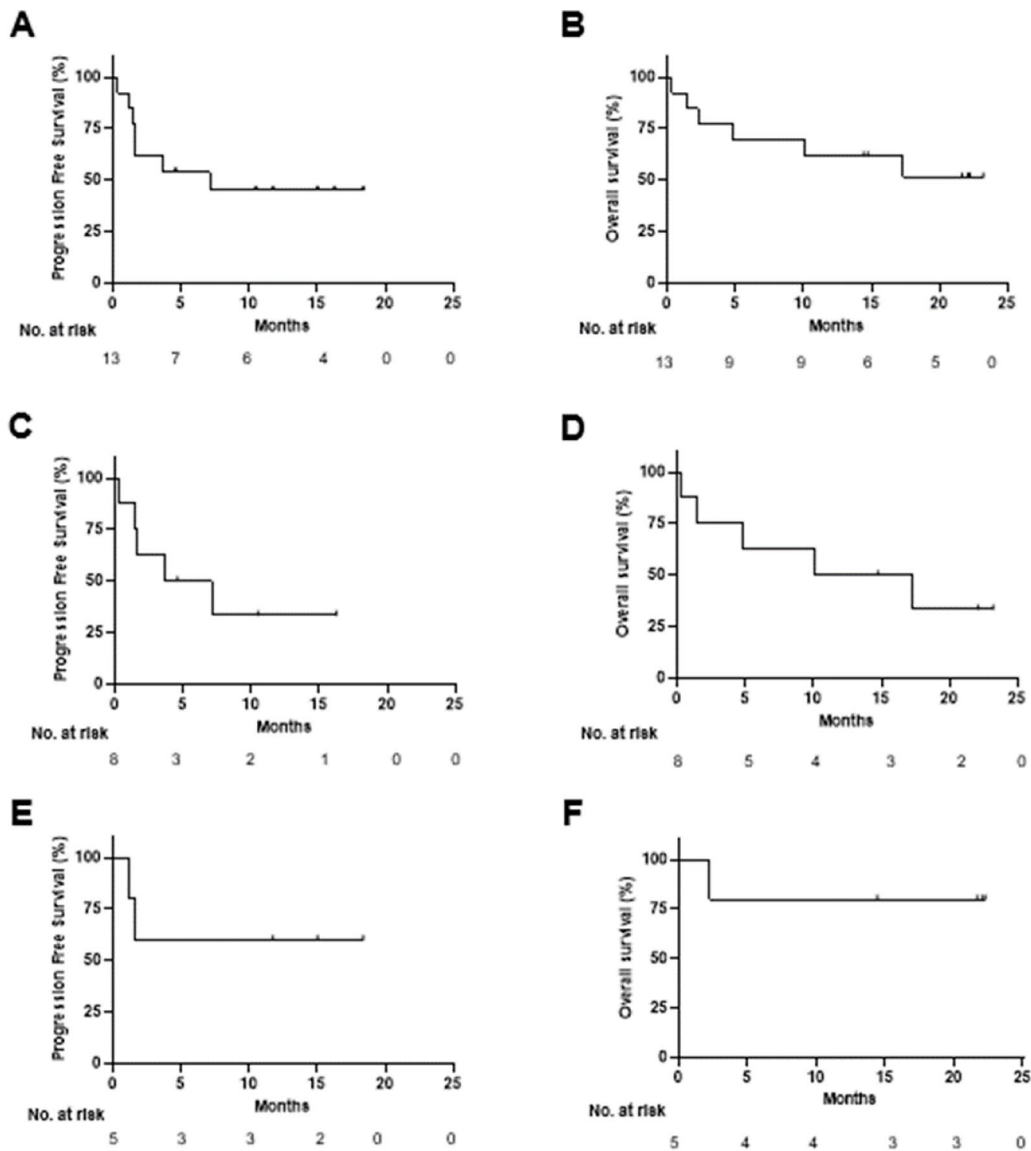 A
Progression Free Survival (%)
100
75
50
25
0
0 5 10 15 20 25
Months
No. at risk
13 7 6 4 0 0
B
Overall survival (%)
100
75
50
25
0
0 5 10 15 20 25
Months
No. at risk
13 9 9 6 5 0
C
Progression Free Survival (%)
100
75
50
25
0
0 5 10 15 20 25
Months
No. at risk
8 3 2 1 0 0
D
Overall survival (%)
100
75
50
25
0
0 5 10 15 20 25
Months
No. at risk
8 5 4 3 2 0
E
Progression Free Survival (%)
100
75
50
25
0
0 5 10 15 20 25
Months
No. at risk
5 3 3 2 0 0
F
Overall survival (%)
100
75
50
25
0
0 5 10 15 20 25
Months
No. at risk
5 4 4 3 3 0